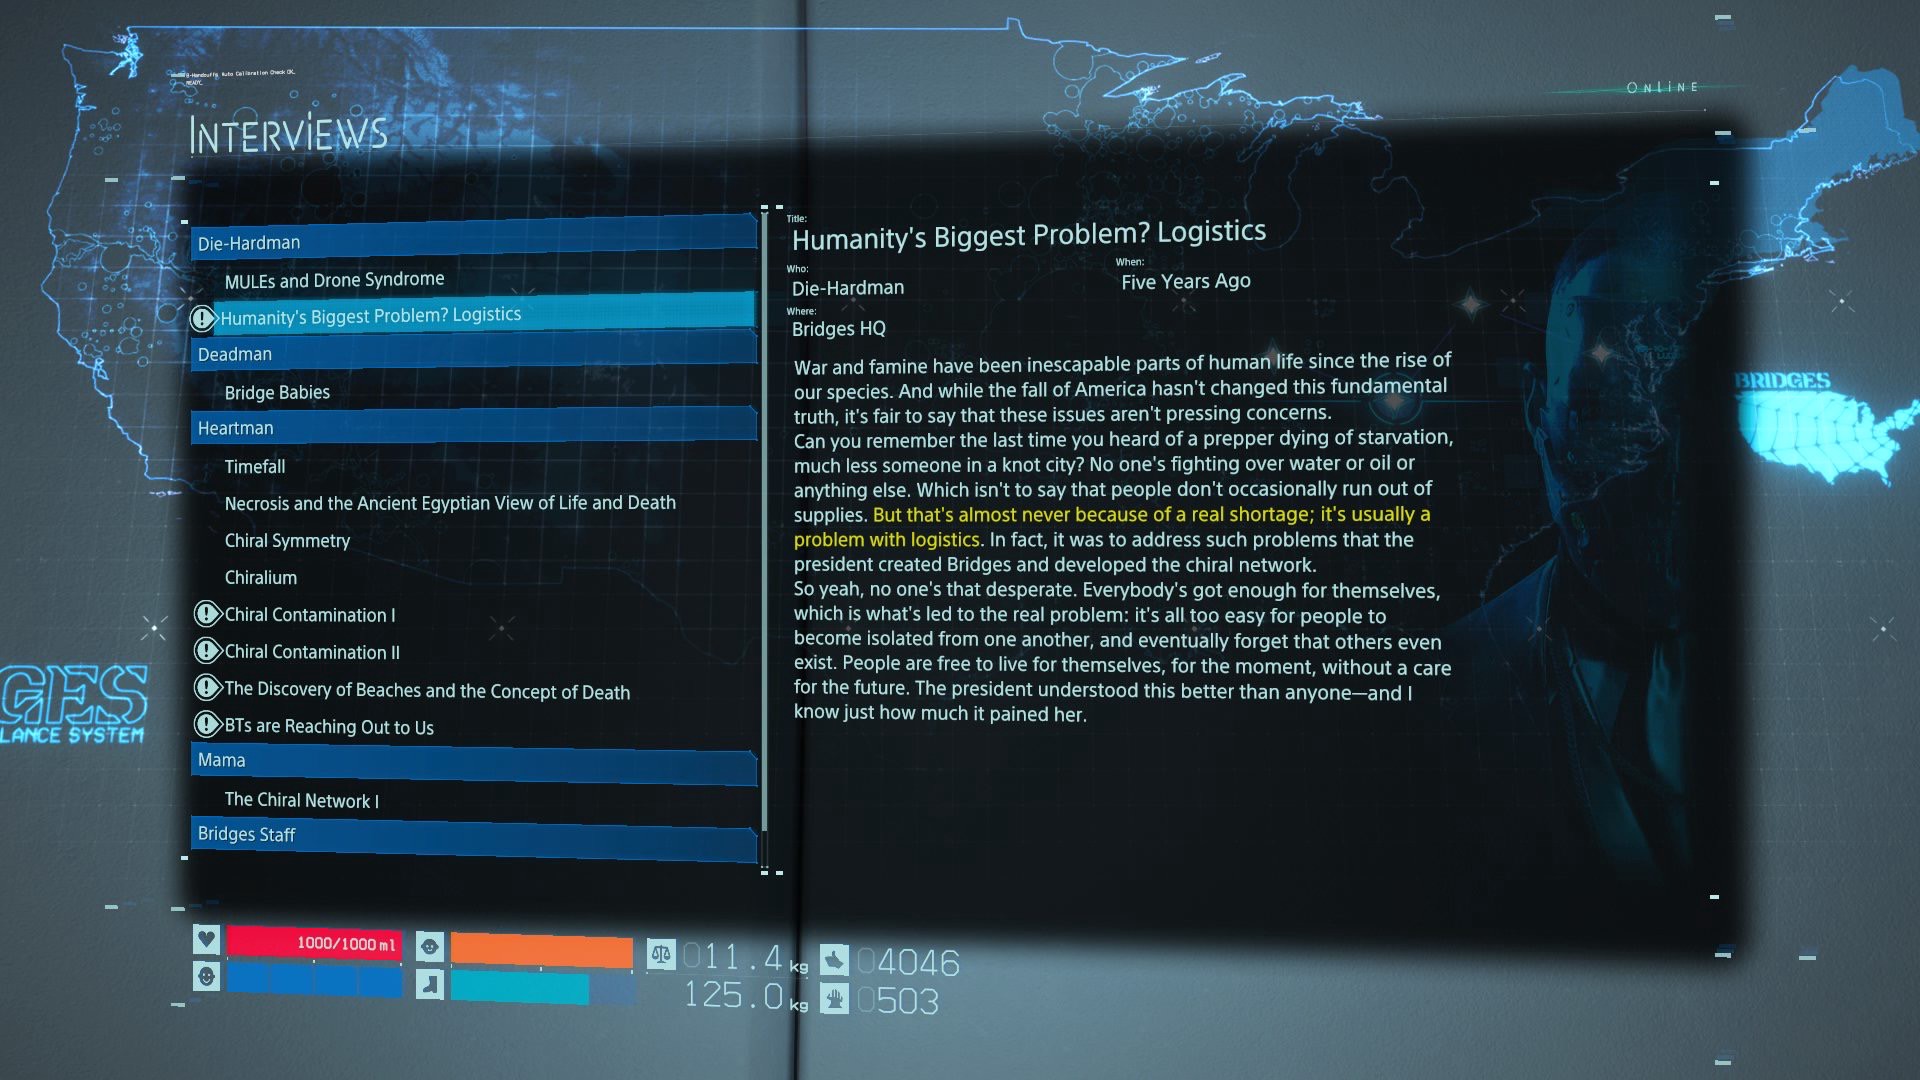 g-Handcuffs Auto Calibration Check OK.
READY.
ONLINE
INTERVIEWS
Die-Hardman
MULEs and Drone Syndrome
Humanity's Biggest Problem? Logistics
Deadman
Bridge Babies
Heartman
Timefall
Necrosis and the Ancient Egyptian View of Life and Death
Chiral Symmetry
Chiralium
Chiral Contamination I
Chiral Contamination II
The Discovery of Beaches and the Concept of Death
BTs are Reaching Out to Us
Mama
The Chiral Network I
Bridges Staff
Title:
Humanity's Biggest Problem? Logistics
Who:
Die-Hardman
When:
Five Years Ago
Where:
Bridges HQ
War and famine have been inescapable parts of human life since the rise of
our species. And while the fall of America hasn't changed this fundamental
truth, it's fair to say that these issues aren't pressing concerns.
Can you remember the last time you heard of a prepper dying of starvation,
much less someone in a knot city? No one's fighting over water or oil or
anything else. Which isn't to say that people don't occasionally run out of
supplies. But that's almost never because of a real shortage; it's usually a
problem with logistics. In fact, it was to address such problems that the
president created Bridges and developed the chiral network.
So yeah, no one's that desperate. Everybody's got enough for themselves,
which is what's led to the real problem: it's all too easy for people to
become isolated from one another, and eventually forget that others even
exist. People are free to live for themselves, for the moment, without a care
for the future. The president understood this better than anyone—and I
know just how much it pained her.
BRIDGES
GES
LANCE SYSTEM
1000/1000 ml
011.4 kg
125.0 kg
04046
0503